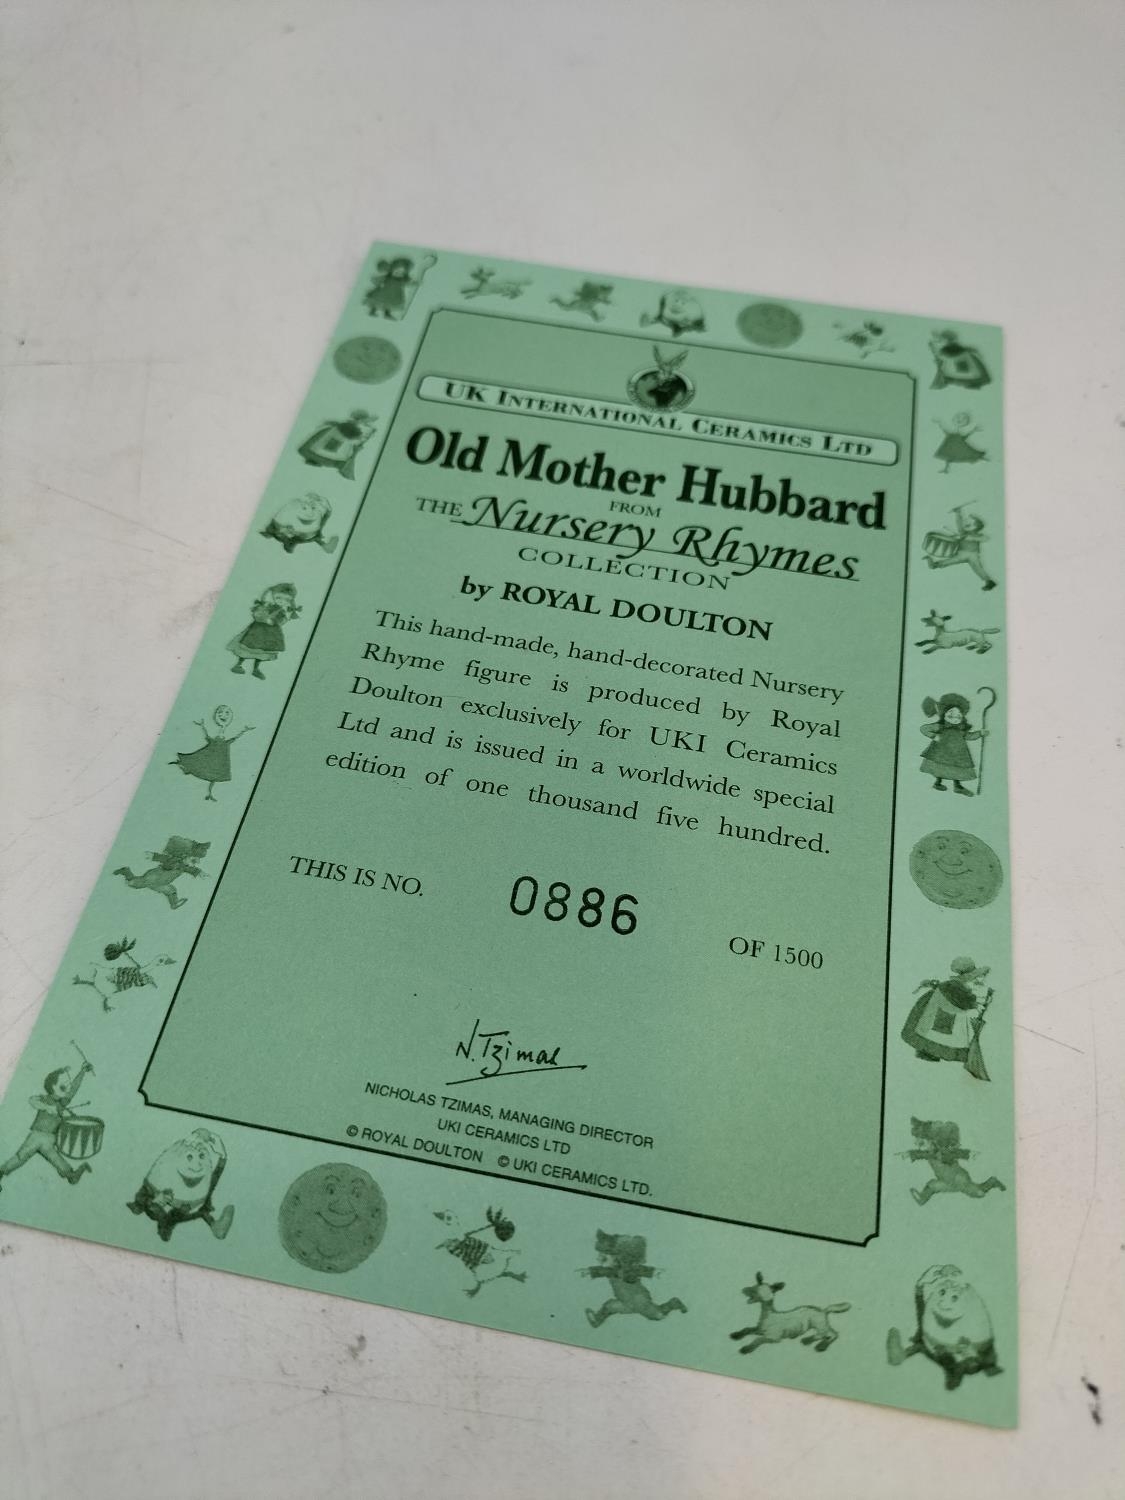 UK INTERNATIONAL CERAMICS LTD
Old Mother Hubbard
FROM
THE Nursery Rhymes
COLLECTION
by ROYAL DOULTON
This hand-made, hand-decorated Nursery
Rhyme figure is produced by Royal
Doulton exclusively for UKI Ceramics
Ltd and is issued in a worldwide special
edition of one thousand five hundred.
THIS IS NO. 0886 OF 1500
N. Tzimas
NICHOLAS TZIMAS, MANAGING DIRECTOR
UKI CERAMICS LTD
© ROYAL DOULTON © UKI CERAMICS LTD.